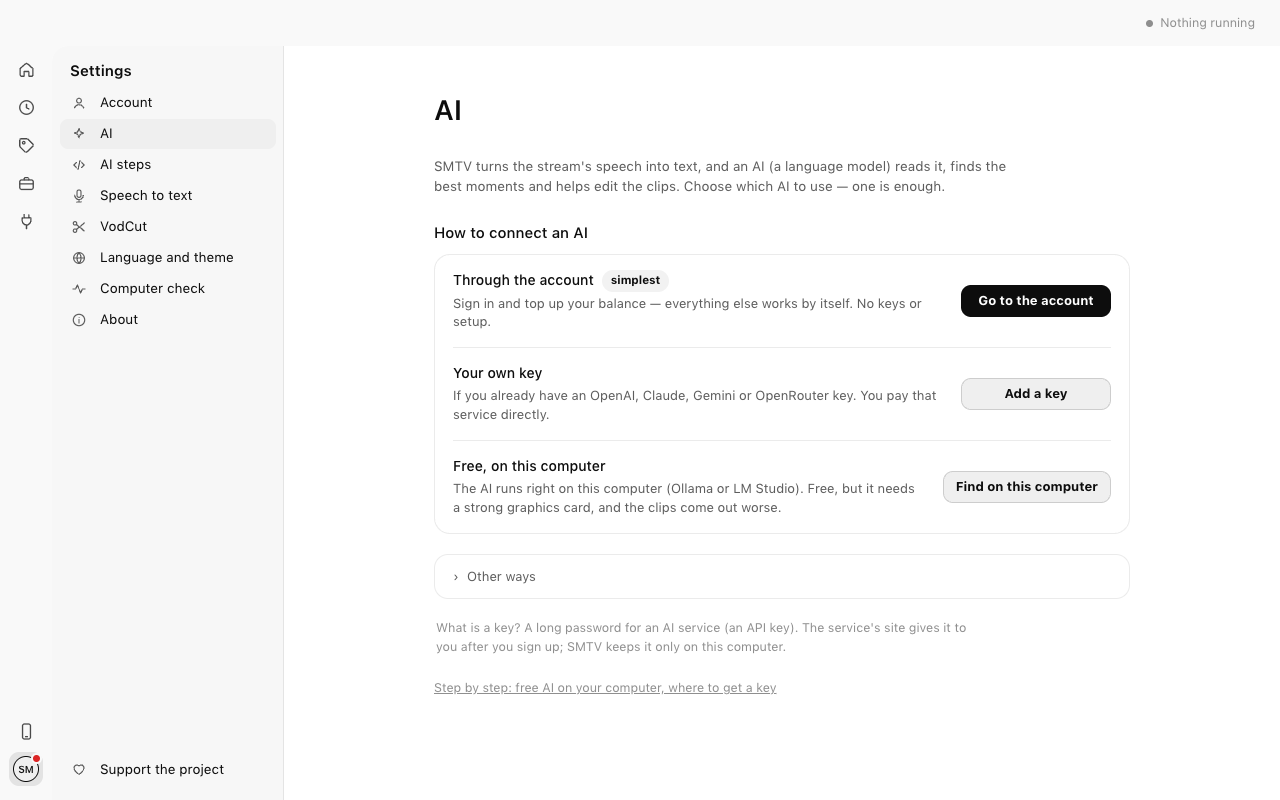 Nothing running
Settings
Account
AI
AI steps
Speech to text
VodCut
Language and theme
Computer check
About
Support the project
SM
AI
SMTV turns the stream's speech into text, and an AI (a language model) reads it, finds the
best moments and helps edit the clips. Choose which AI to use — one is enough.
How to connect an AI
Through the account simplest
Sign in and top up your balance — everything else works by itself. No keys or
setup.
Go to the account
Your own key
If you already have an OpenAI, Claude, Gemini or OpenRouter key. You pay that
service directly.
Add a key
Free, on this computer
The AI runs right on this computer (Ollama or LM Studio). Free, but it needs
a strong graphics card, and the clips come out worse.
Find on this computer
› Other ways
What is a key? A long password for an AI service (an API key). The service's site gives it to
you after you sign up; SMTV keeps it only on this computer.
Step by step: free AI on your computer, where to get a key